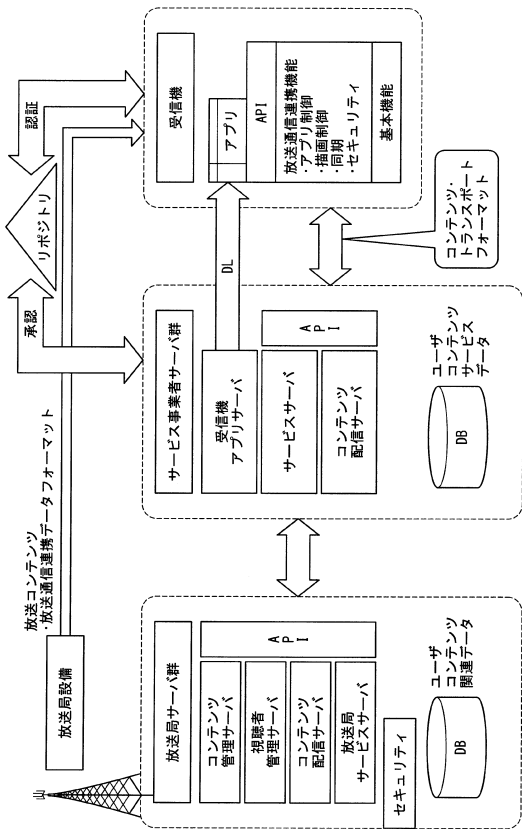 放送局設備
放送コンテンツ
・放送通信連携データフォーマット
承認
リポジトリ
認証
放送局サーバ群
コンテンツ
管理サーバ
視聴者
管理サーバ
コンテンツ
配信サーバ
放送局
サービスサーバ
API
セキュリティ
DB
ユーザ
コンテンツ
関連データ
サービス事業者サーバ群
受信機
アプリサーバ
サービスサーバ
コンテンツ
配信サーバ
API
DB
ユーザ
コンテンツ
サービス
データ
DL
受信機
アプリ
API
放送通信連携機能
・アプリ制御
・描画制御
・同期
・セキュリティ
基本機能
コンテンツ・
トランスポート
フォーマット